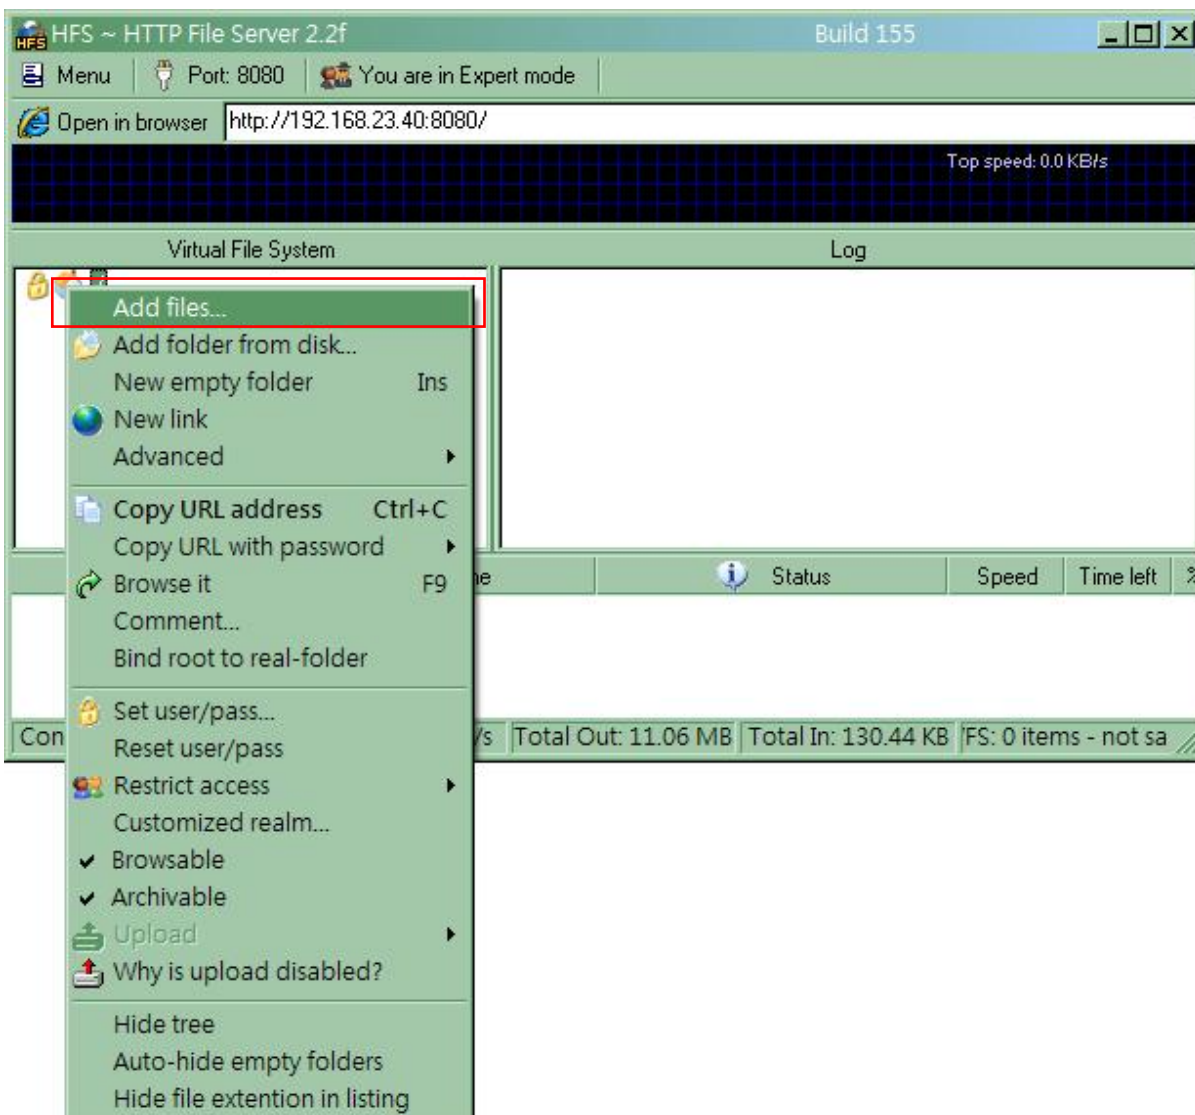 HFS ~ HTTP File Server 2.2f Build 155
Menu Port: 8080 You are in Expert mode
Open in browser http://192.168.23.40:8080/
Top speed: 0.0 KB/s
Virtual File System Log
Add files...
Add folder from disk...
New empty folder Ins
New link
Advanced
Copy URL address Ctrl+C
Copy URL with password
Browse it F9
Status Speed Time left %
Comment...
Bind root to real-folder
Set user/pass...
Con /s Total Out: 11.06 MB Total In: 130.44 KB 'FS: 0 items - not sa
Reset user/pass
Restrict access
Customized realm...
Browsable
Archivable
Upload
Why is upload disabled?
Hide tree
Auto-hide empty folders
Hide file extention in listing